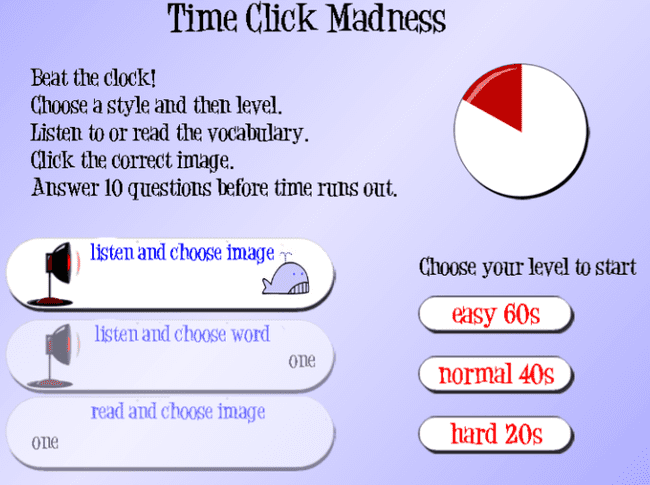 Time Click Madness
Beat the clock!
Choose a style and then level.
Listen to or read the vocabulary.
Click the correct image.
Answer 10 questions before time runs out.
listen and choose image
listen and choose word
one
read and choose image
one
Choose your level to start
easy 60s
normal 40s
hard 20s